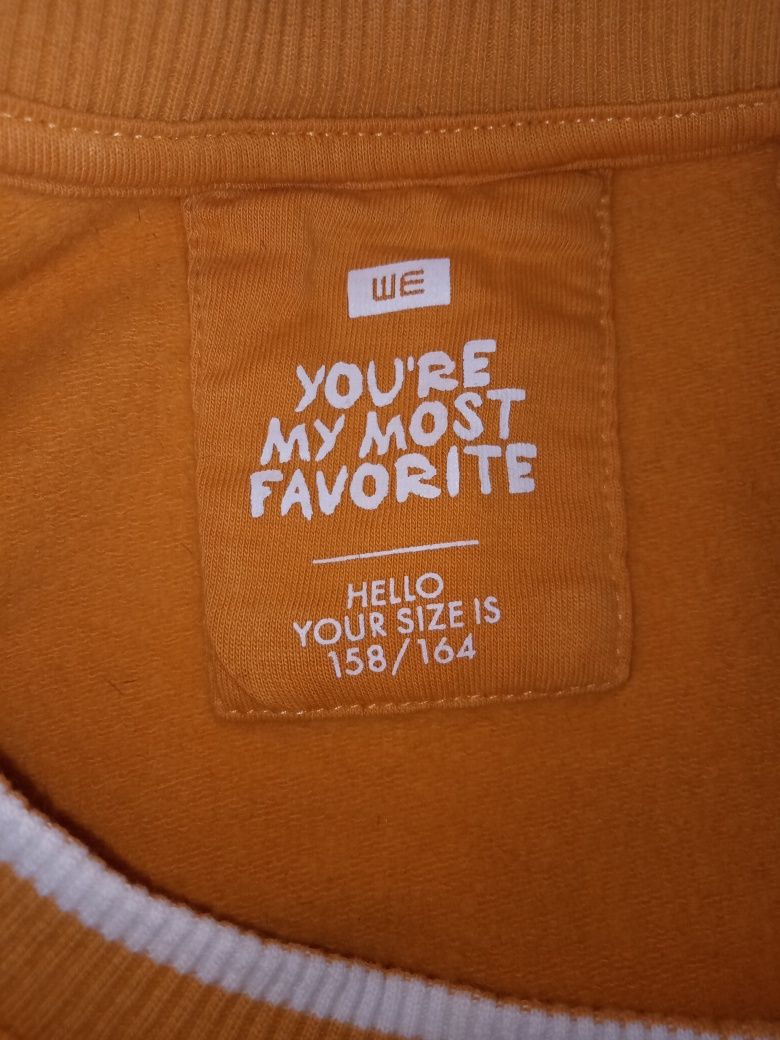 WE
YOU'RE
MY MOST
FAVORITE
HELLO
YOUR SIZE IS
158/164